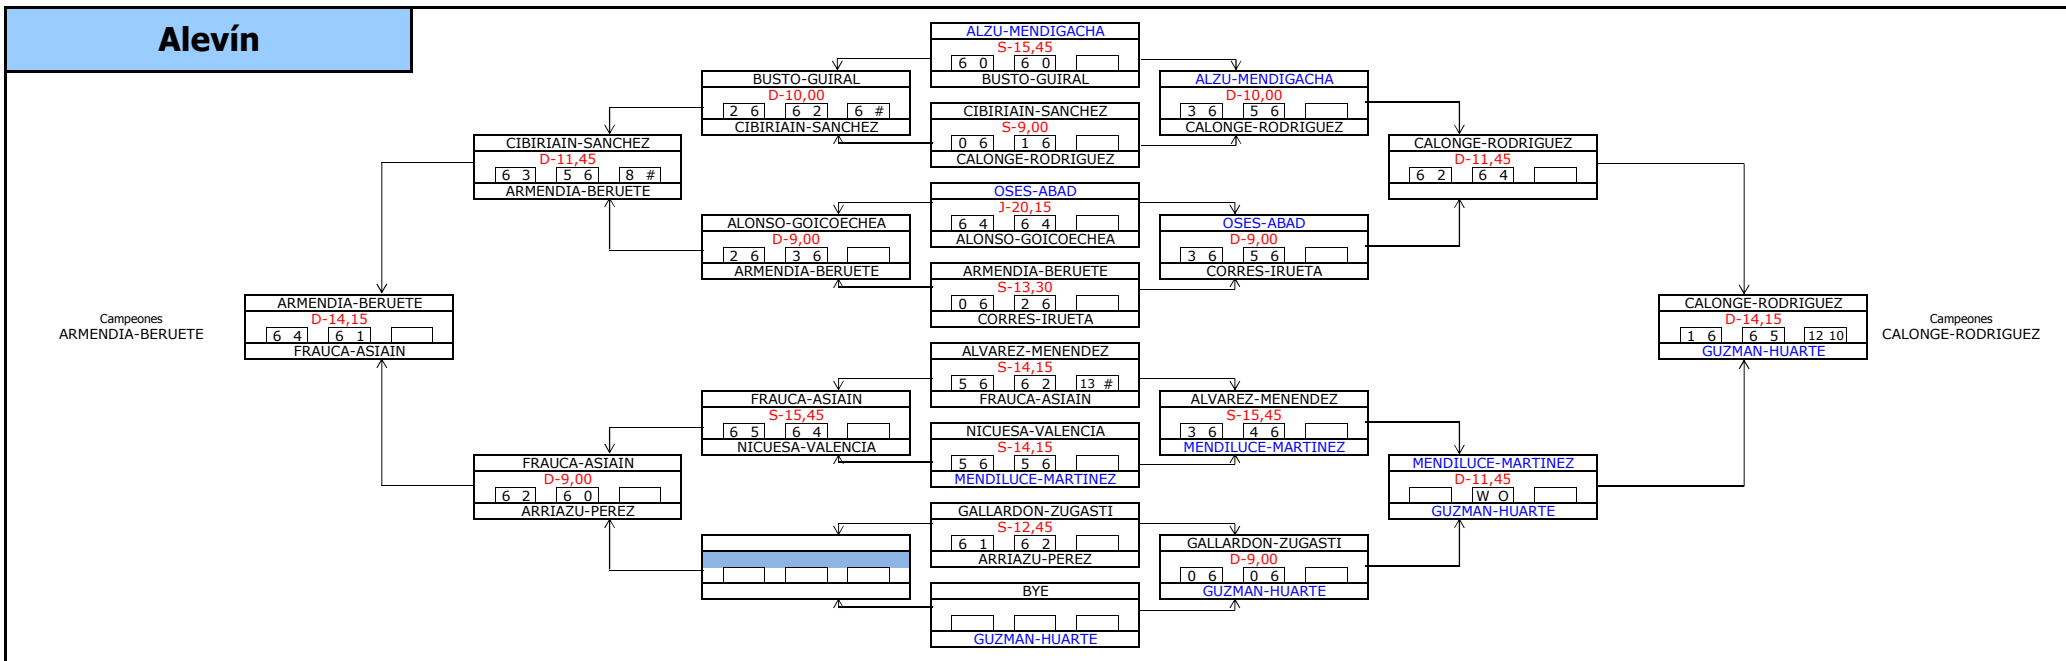 Alevín
Campeones
ARMENDIA-BERUETE
ARMENDIA-BERUETE
D-14,15
6 4 6 1
FRAUCA-ASIAIN
CIBIRIAIN-SANCHEZ
D-11,45
6 3 5 6 8 #
ARMENDIA-BERUETE
FRAUCA-ASIAIN
D-9,00
6 2 6 0
ARRIAZU-PEREZ
BUSTO-GUIRAL
D-10,00
2 6 6 2 6 #
CIBIRIAIN-SANCHEZ
ALONSO-GOICOECHEA
D-9,00
2 6 3 6
ARMENDIA-BERUETE
FRAUCA-ASIAIN
S-15,45
6 5 6 4
NICUESA-VALENCIA
ALZU-MENDIGACHA
S-15,45
6 0 6 0
BUSTO-GUIRAL
CIBIRIAIN-SANCHEZ
S-9,00
0 6 1 6
CALONGE-RODRIGUEZ
OSES-ABAD
J-20,15
6 4 6 4
ALONSO-GOICOECHEA
ARMENDIA-BERUETE
S-13,30
0 6 2 6
CORRES-IRUETA
ALVAREZ-MENENDEZ
S-14,15
5 6 6 2 13 #
FRAUCA-ASIAIN
NICUESA-VALENCIA
S-14,15
5 6 5 6
MENDILUCE-MARTINEZ
GALLARDON-ZUGASTI
S-12,45
6 1 6 2
ARRIAZU-PEREZ
BYE
GUZMAN-HUARTE
ALZU-MENDIGACHA
D-10,00
3 6 5 6
CALONGE-RODRIGUEZ
OSES-ABAD
D-9,00
3 6 5 6
CORRES-IRUETA
ALVAREZ-MENENDEZ
S-15,45
3 6 4 6
MENDILUCE-MARTINEZ
GALLARDON-ZUGASTI
D-9,00
0 6 0 6
GUZMAN-HUARTE
CALONGE-RODRIGUEZ
D-11,45
6 2 6 4
MENDILUCE-MARTINEZ
D-11,45
W O
GUZMAN-HUARTE
CALONGE-RODRIGUEZ
D-14,15
1 6 6 5 12 10
GUZMAN-HUARTE
Campeones
CALONGE-RODRIGUEZ